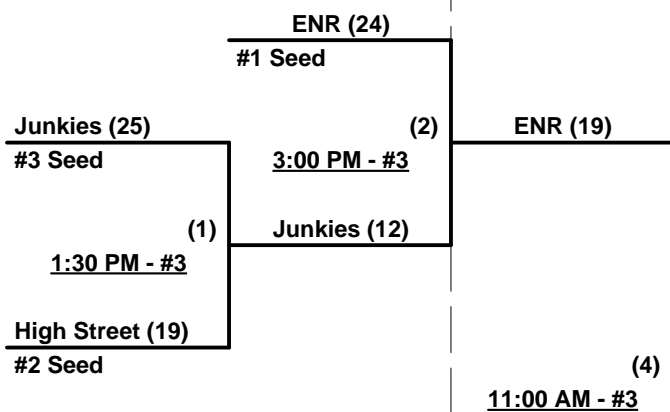 ENR (24)
#1 Seed
Junkies (25)
(2)
ENR (19)
#3 Seed
3:00 PM - #3
(1)
Junkies (12)
1:30 PM - #3
High Street (19)
#2 Seed
(4)
11:00 AM - #3